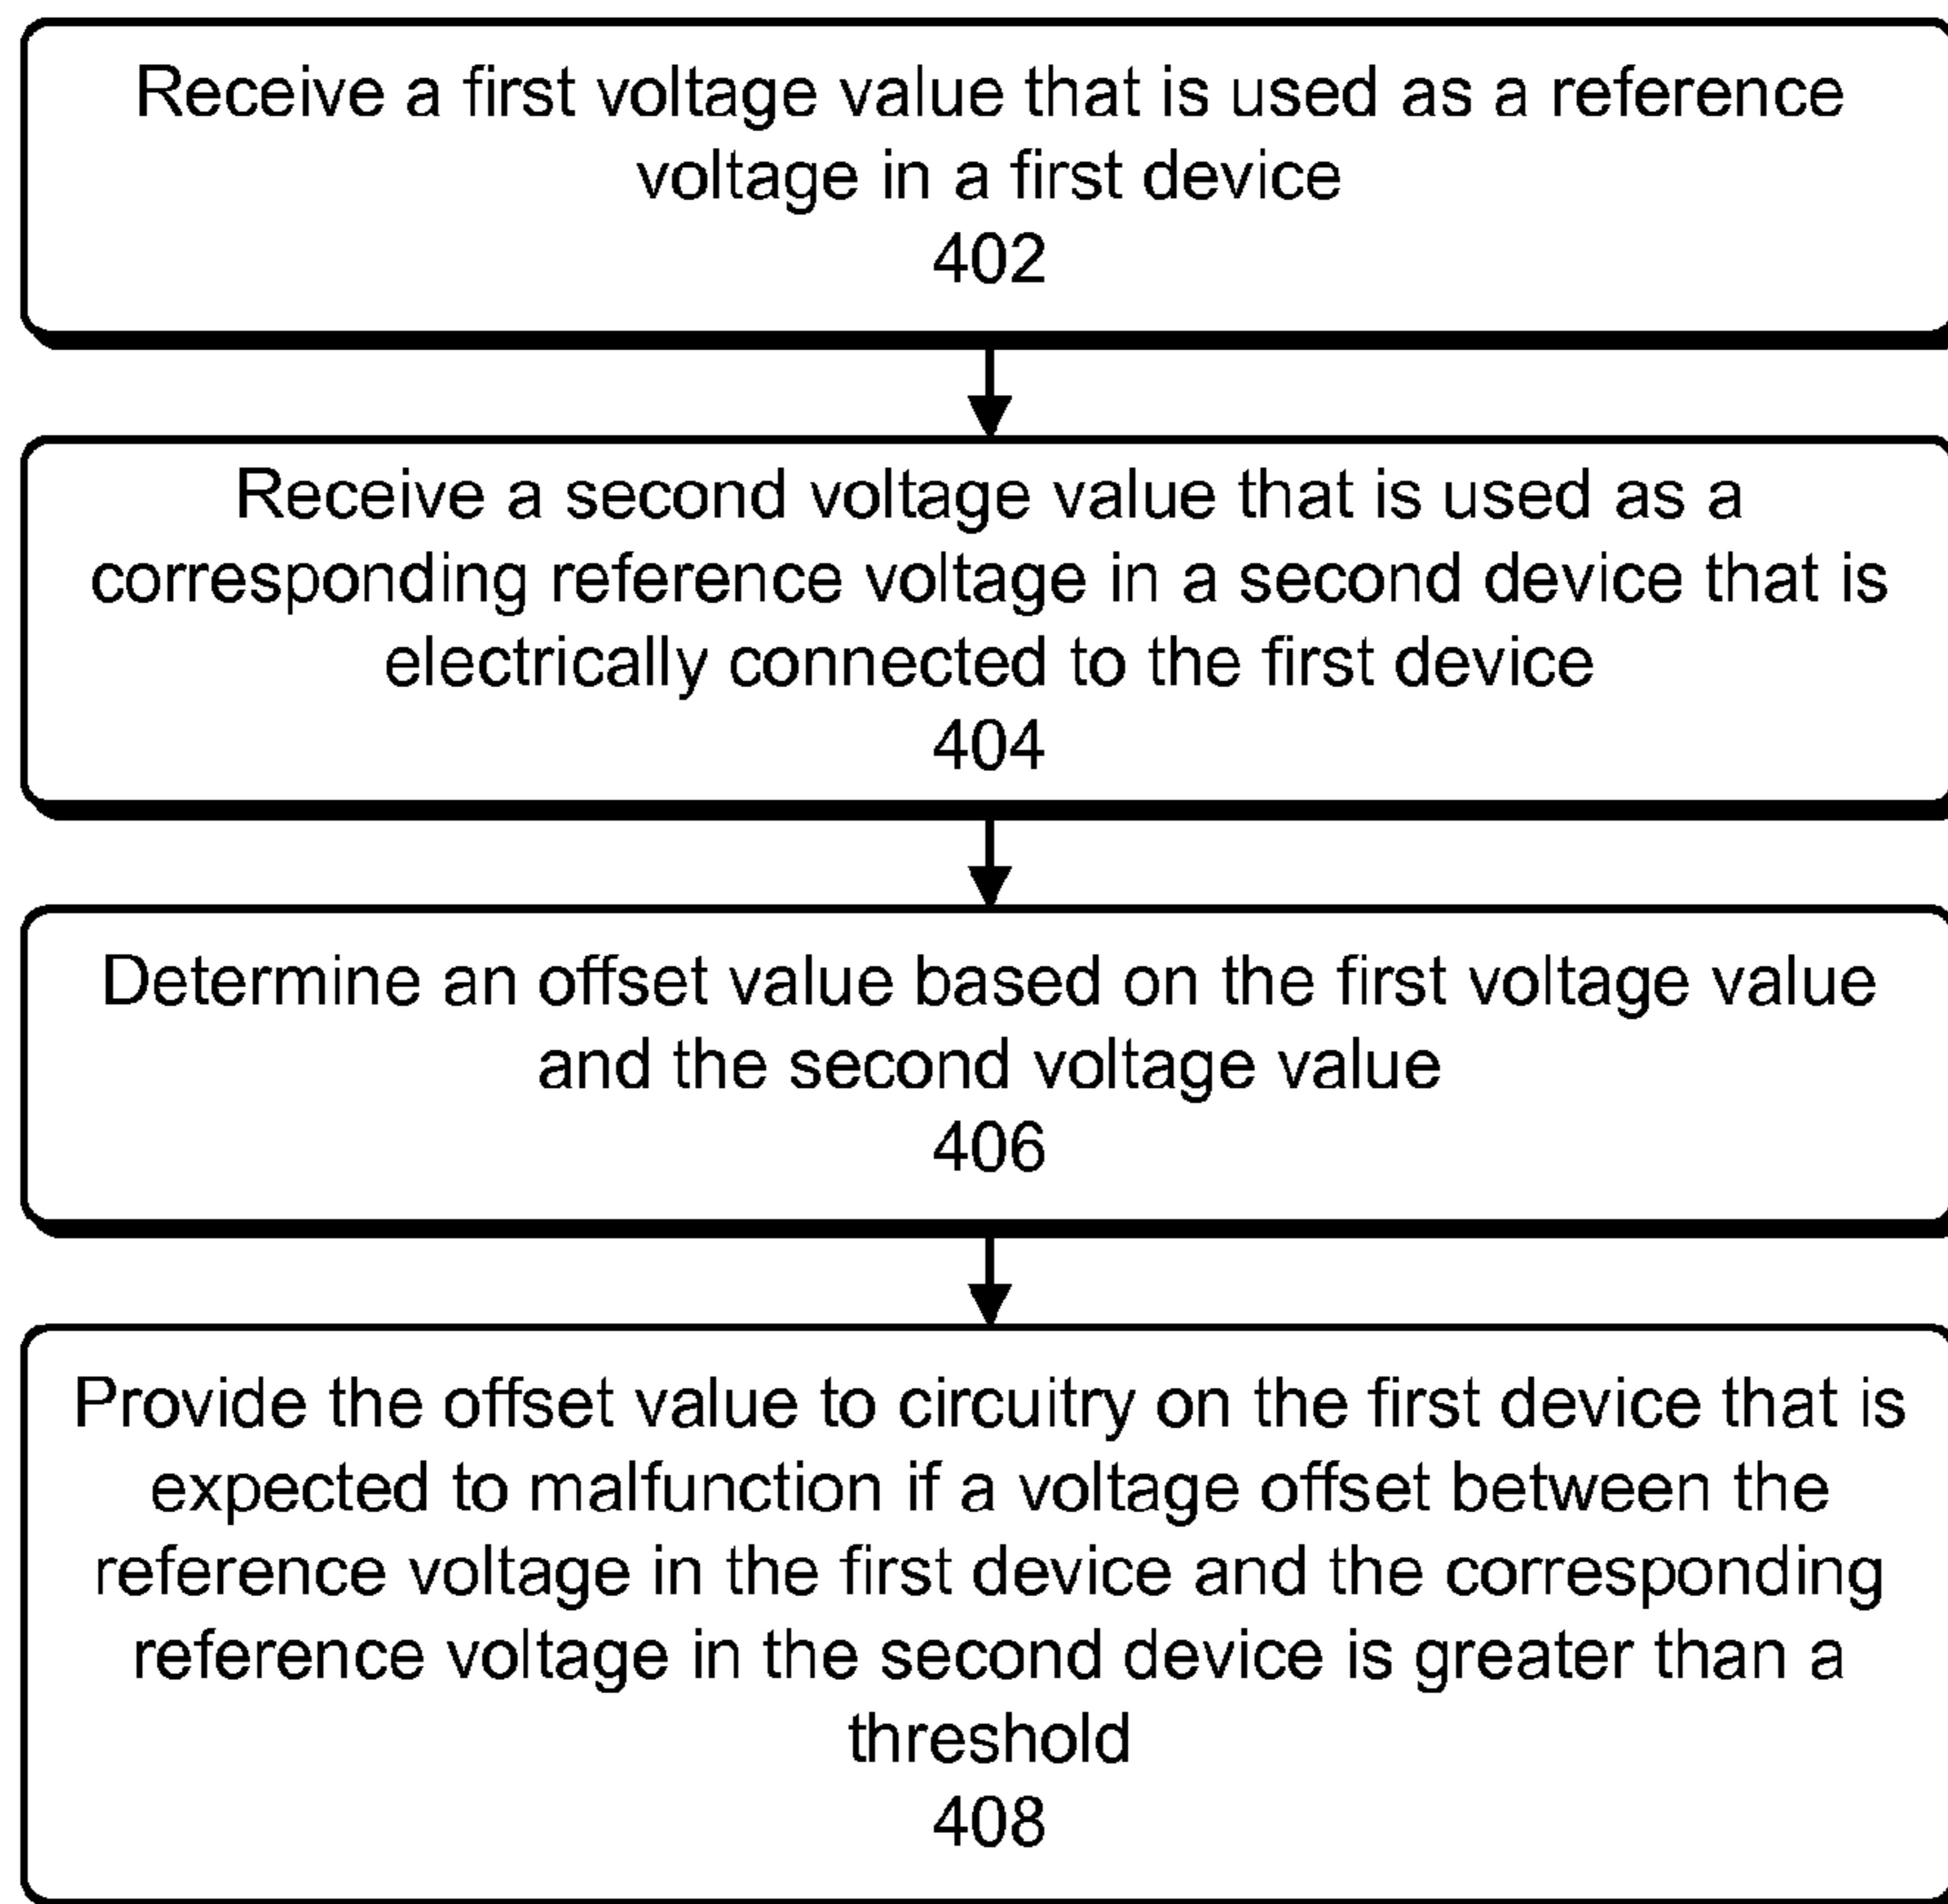 Receive a first voltage value that is used as a reference
voltage in a first device
402
Receive a second voltage value that is used as a
corresponding reference voltage in a second device that is
electrically connected to the first device
404
Determine an offset value based on the first voltage value
and the second voltage value
406
Provide the offset value to circuitry on the first device that is
expected to malfunction if a voltage offset between the
reference voltage in the first device and the corresponding
reference voltage in the second device is greater than a
threshold
408